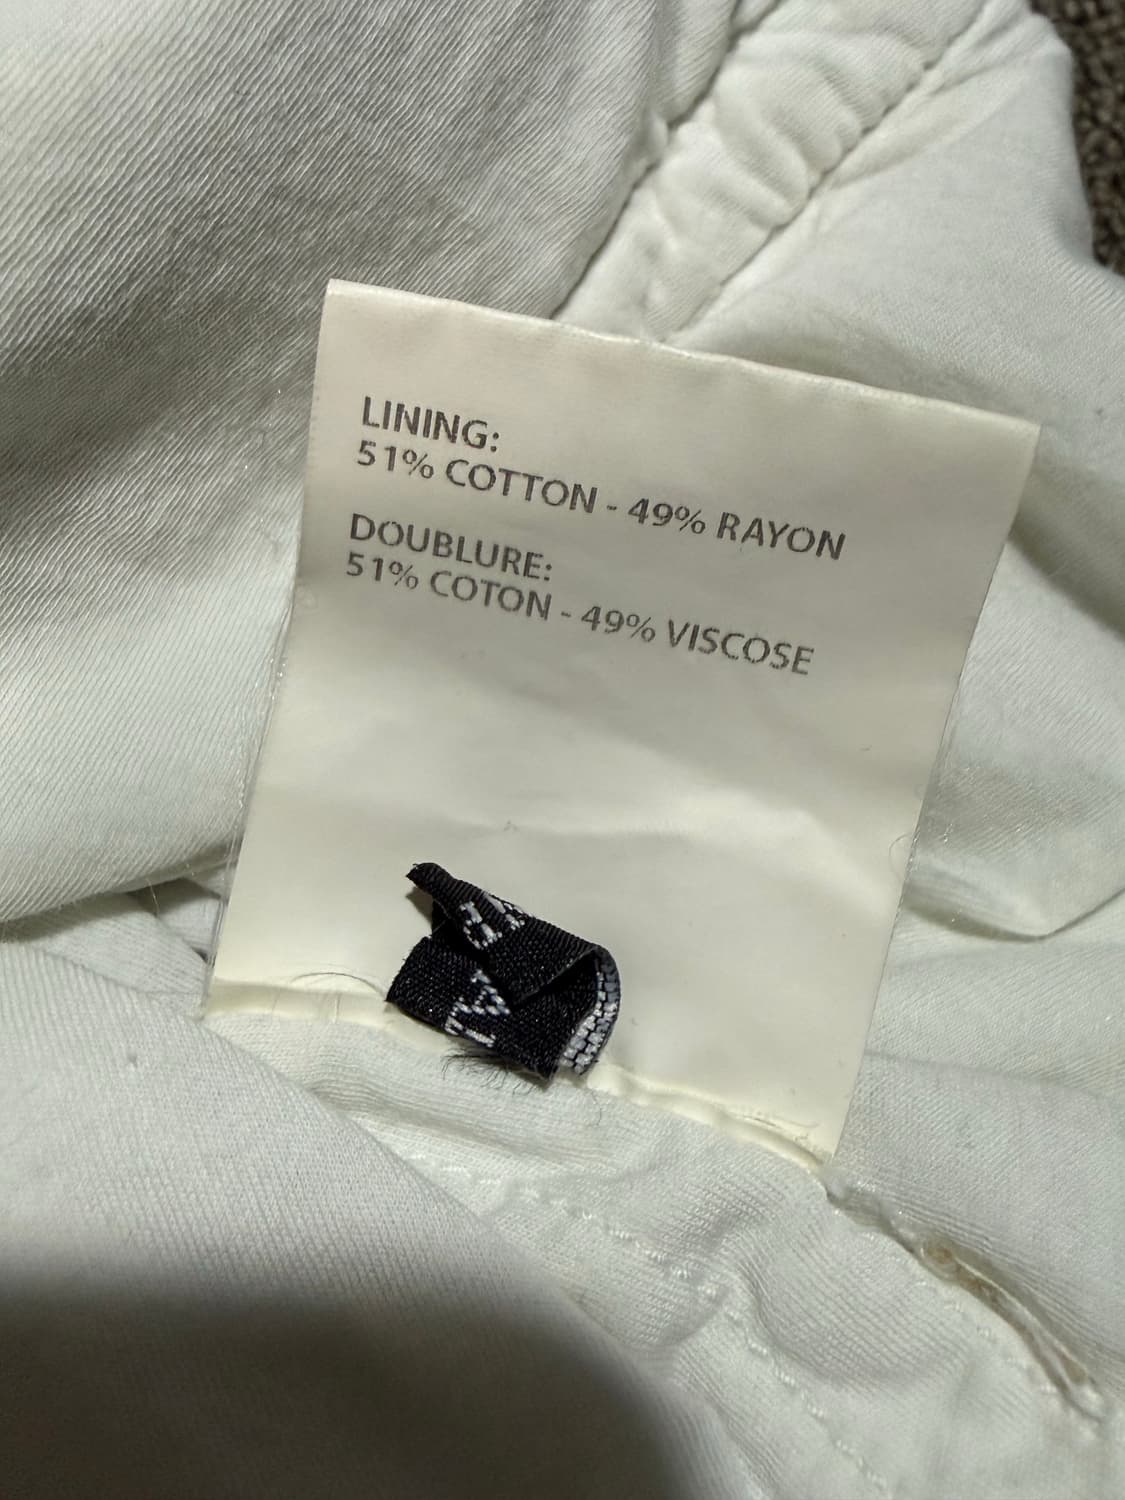 LINING:
51% COTTON - 49% RAYON
DOUBLURE:
51% COTON - 49% VISCOSE